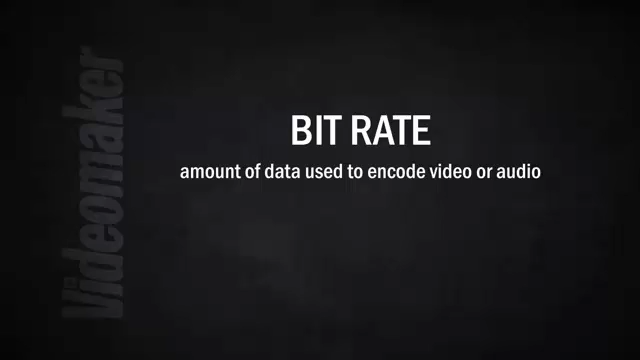 Videomaker
BIT RATE
amount of data used to encode video or audio